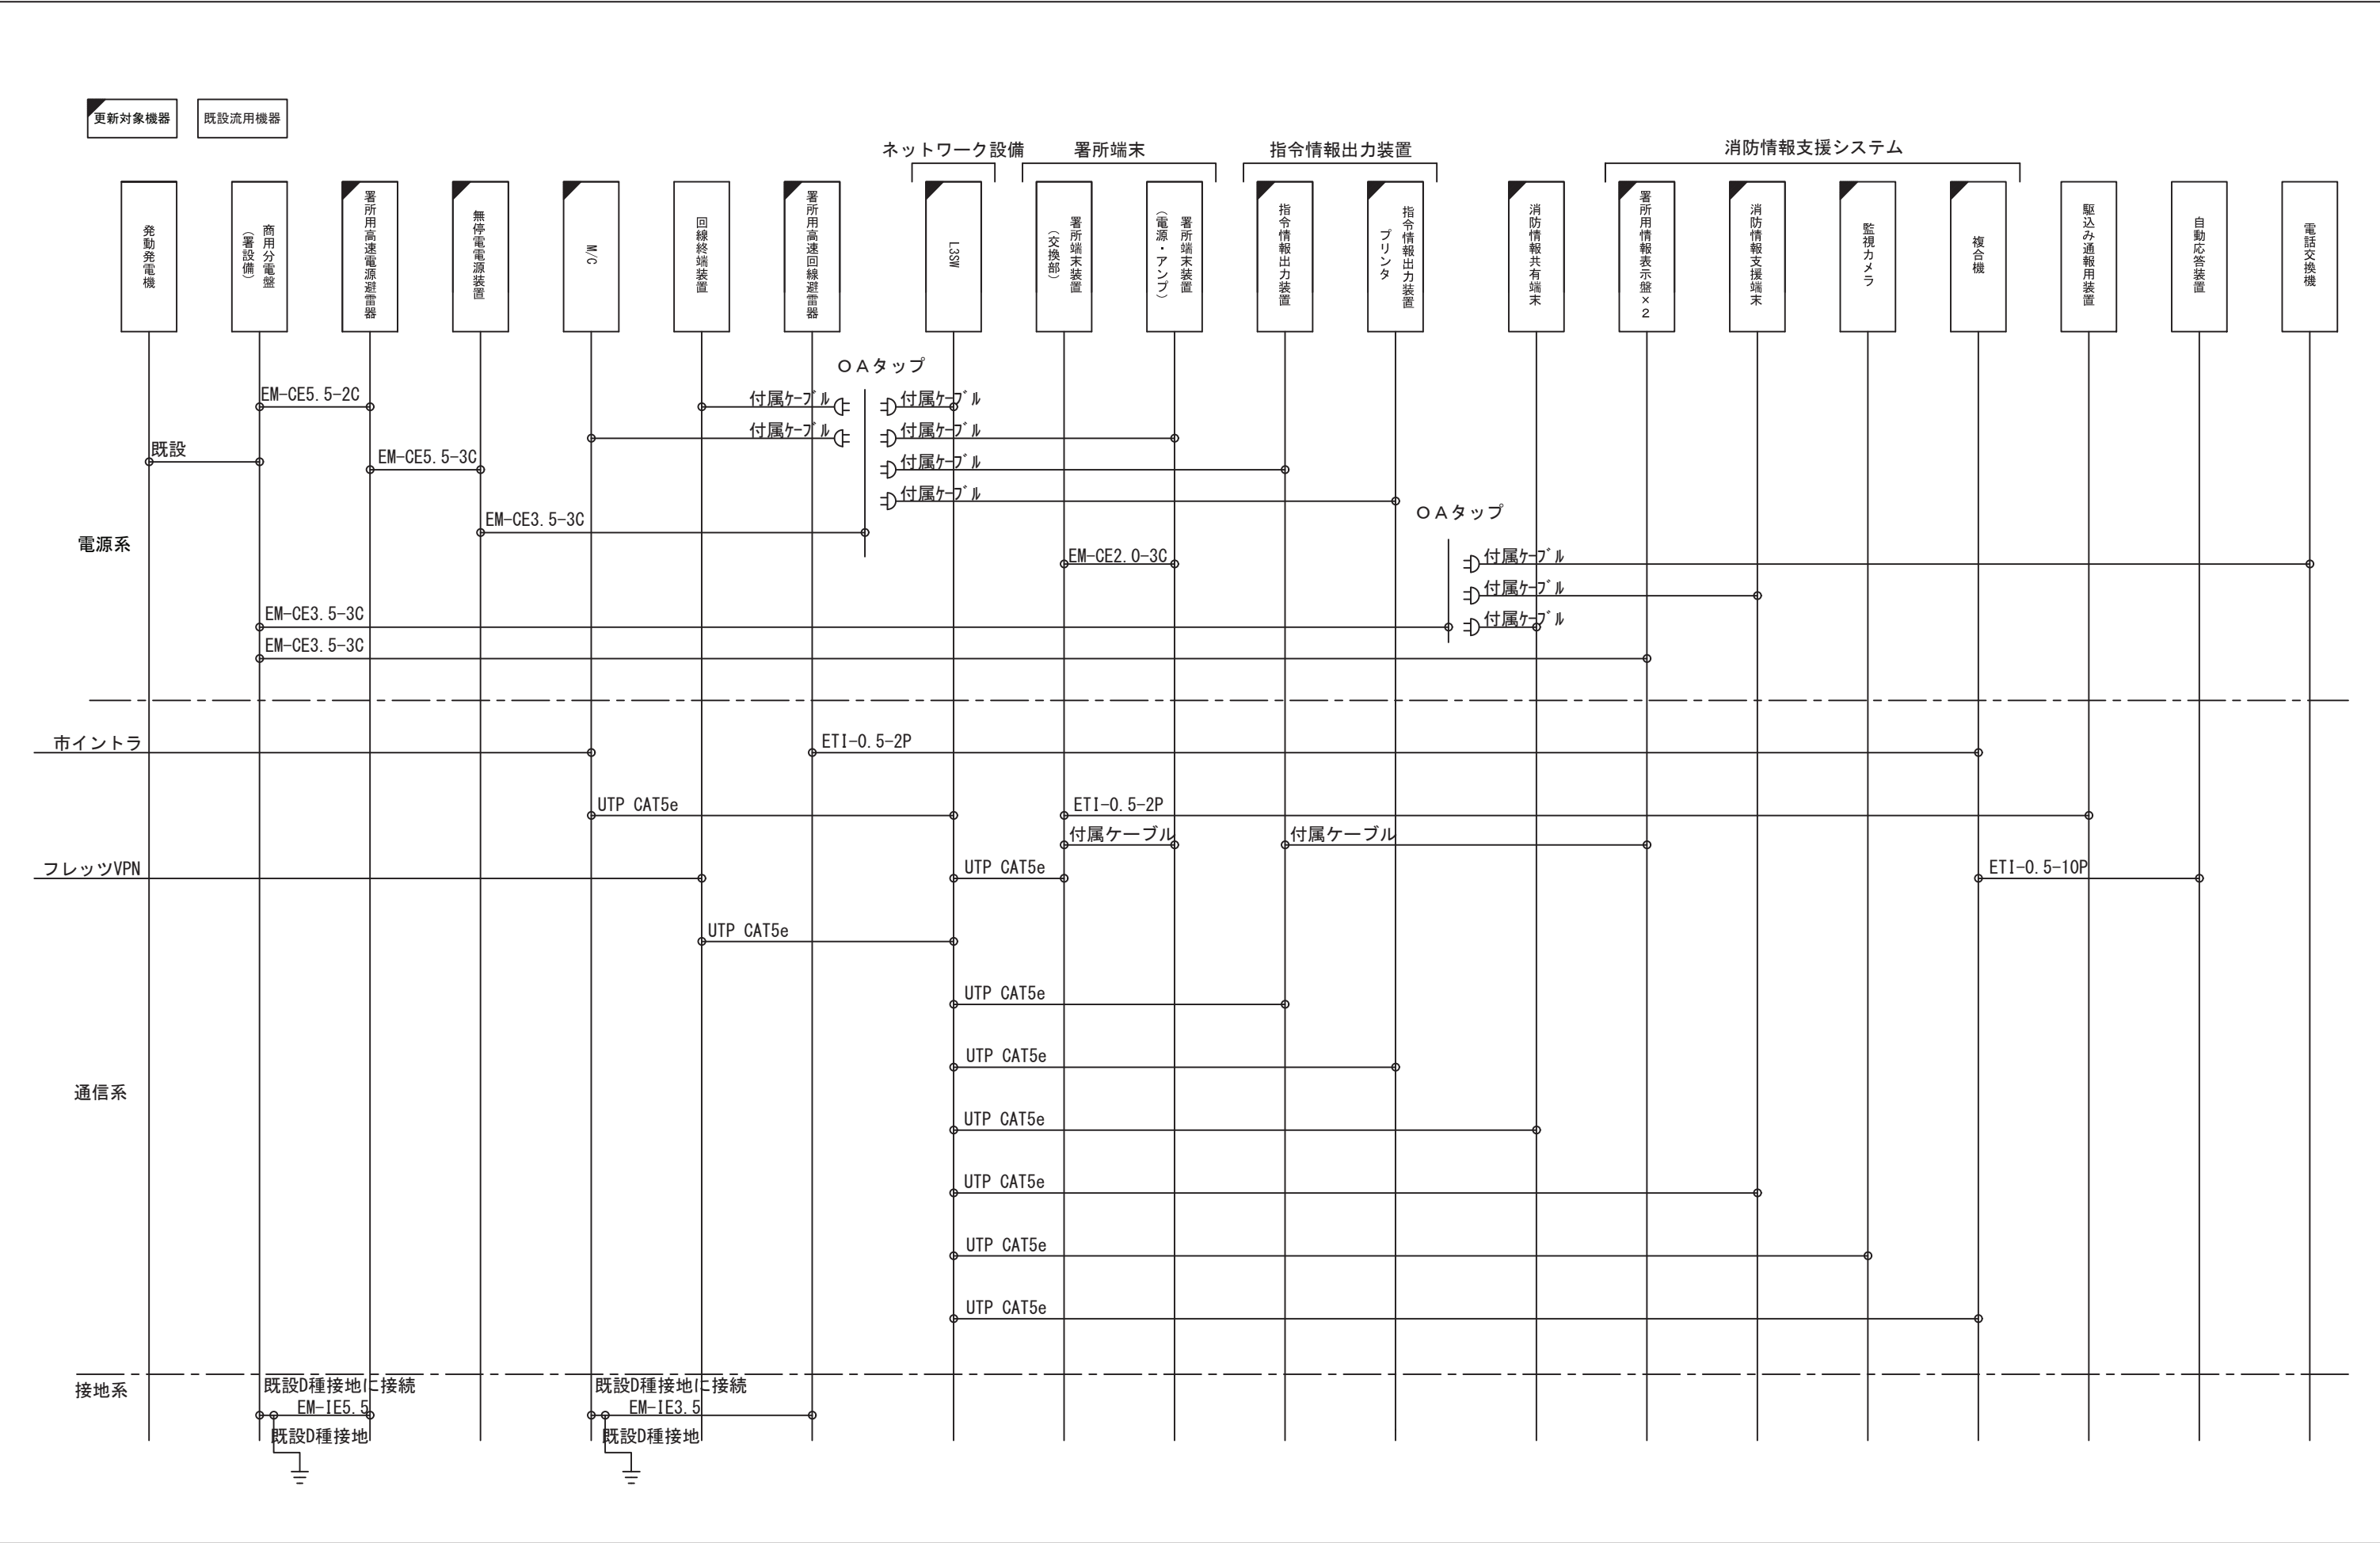 更新対象機器
既設流用機器
ネットワーク設備
署所端末
指令情報出力装置
消防情報支援システム
発動発電機
商用分電盤
（署設備）
署所用高速電源避雷器
無停電電源装置
M/C
回線終端装置
署所用高速回線避雷器
L3SW
署所端末装置
（交換部）
署所端末装置
（電源・アンプ）
指令情報出力装置
指令情報出力装置
プリンタ
消防情報共有端末
署所用情報表示盤×２
消防情報支援端末
監視カメラ
複合機
駆込み通報用装置
自動応答装置
電話交換機
ＯＡタップ
EM-CE5.5-2C
付属ｹｰﾌﾞﾙ
付属ｹｰﾌﾞﾙ
付属ｹｰﾌﾞﾙ
付属ｹｰﾌﾞﾙ
既設
EM-CE5.5-3C
付属ｹｰﾌﾞﾙ
付属ｹｰﾌﾞﾙ
EM-CE3.5-3C
ＯＡタップ
電源系
EM-CE2.0-3C
付属ｹｰﾌﾞﾙ
付属ｹｰﾌﾞﾙ
EM-CE3.5-3C
付属ｹｰﾌﾞﾙ
EM-CE3.5-3C
市イントラ
ETI-0.5-2P
UTP CAT5e
ETI-0.5-2P
付属ケーブル
付属ケーブル
フレッツVPN
UTP CAT5e
ETI-0.5-10P
UTP CAT5e
UTP CAT5e
UTP CAT5e
通信系
UTP CAT5e
UTP CAT5e
UTP CAT5e
UTP CAT5e
接地系
既設D種接地に接続
既設D種接地に接続
EM-IE5.5
EM-IE3.5
既設D種接地
既設D種接地